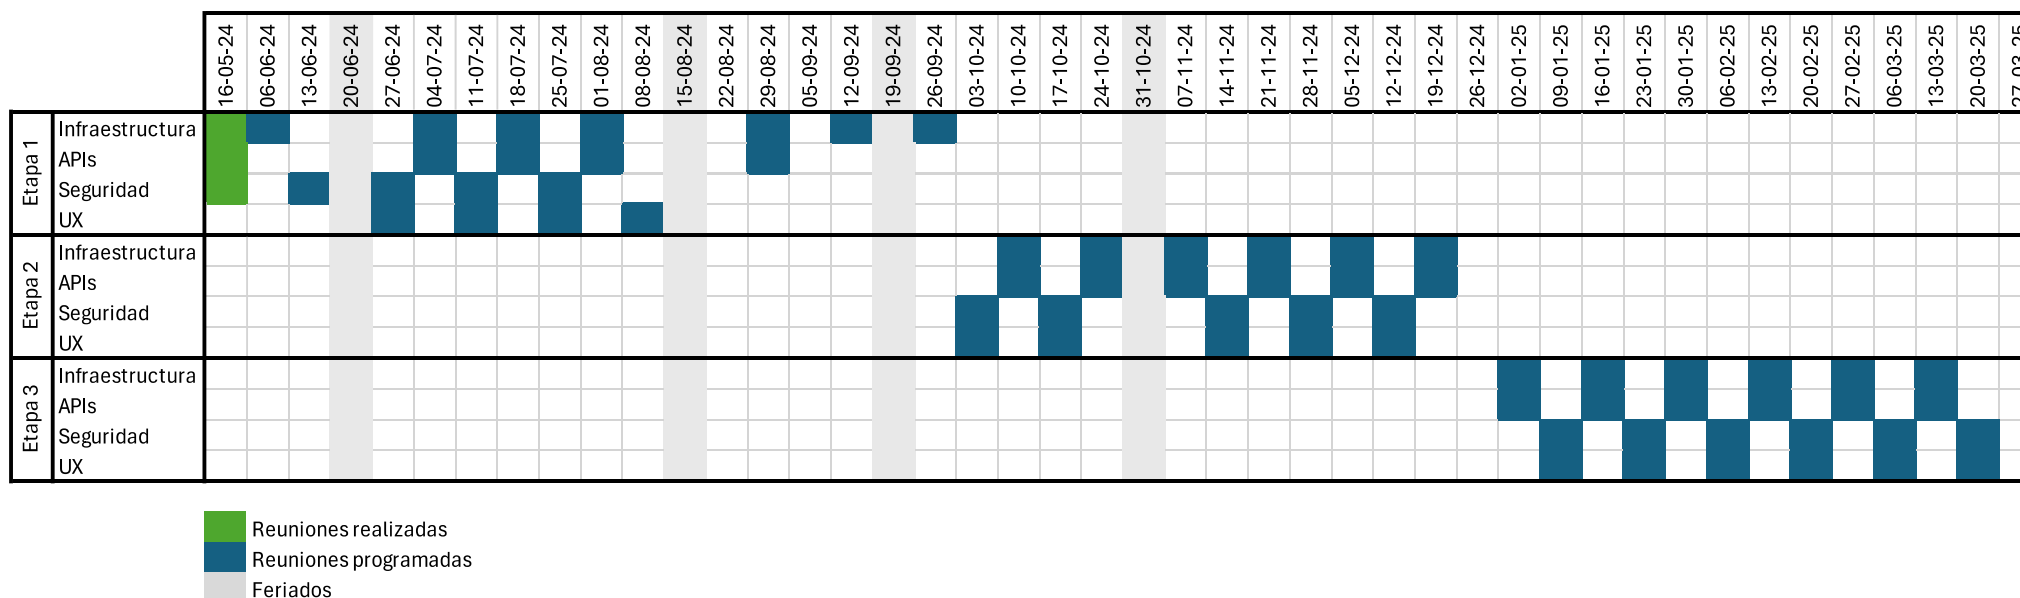 16-05-24 06-06-24 13-06-24 20-06-24 27-06-24 04-07-24 11-07-24 18-07-24 25-07-24 01-08-24 08-08-24 15-08-24 22-08-24 29-08-24 05-09-24 12-09-24 19-09-24 26-09-24 03-10-24 10-10-24 17-10-24 24-10-24 31-10-24 07-11-24 14-11-24 21-11-24 28-11-24 05-12-24 12-12-24 19-12-24 26-12-24 02-01-25 09-01-25 16-01-25 23-01-25 30-01-25 06-02-25 13-02-25 20-02-25 27-02-25 06-03-25 13-03-25 20-03-25 27-03-25
Etapa 1
Infraestructura
APIs
Seguridad
UX
Etapa 2
Infraestructura
APIs
Seguridad
UX
Etapa 3
Infraestructura
APIs
Seguridad
UX
Reuniones realizadas
Reuniones programadas
Feriados